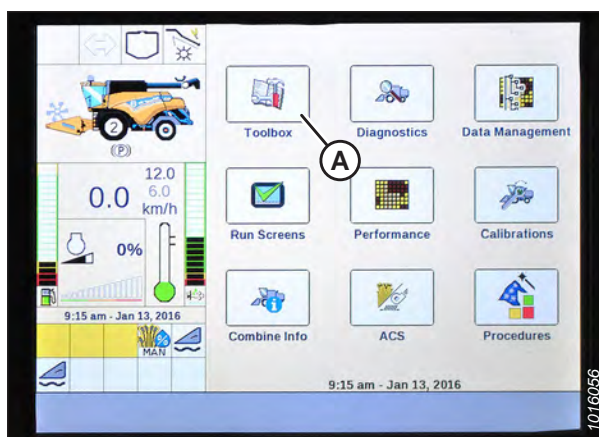 Toolbox
Diagnostics
Data Management
A
2
(P)
12.0
6.0
0.0
km/h
Run Screens
Performance
Calibrations
0%
9:15 am - Jan 13, 2016
MAN
Combine Info
ACS
Procedures
9:15 am - Jan 13, 2016
1016056